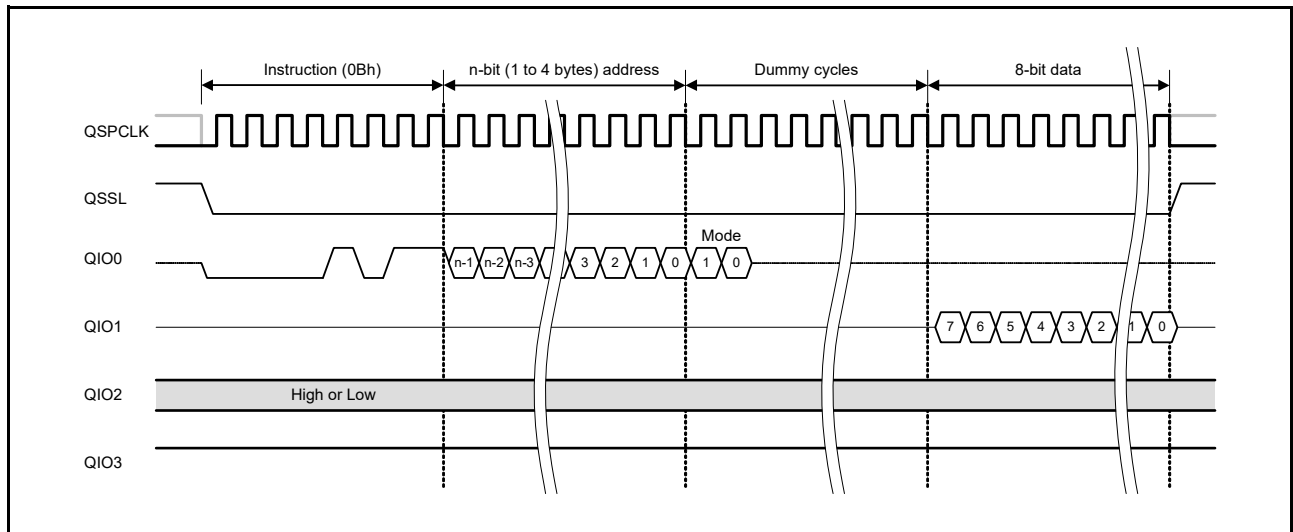 Instruction (0Bh) n-bit (1 to 4 bytes) address Dummy cycles 8-bit data
QSPCLK
QSSL
Mode
QIO0 n-1 n-2 n-3 3 2 1 0 1 0
QIO1 7 6 5 4 3 2 1 0
QIO2 High or Low
QIO3